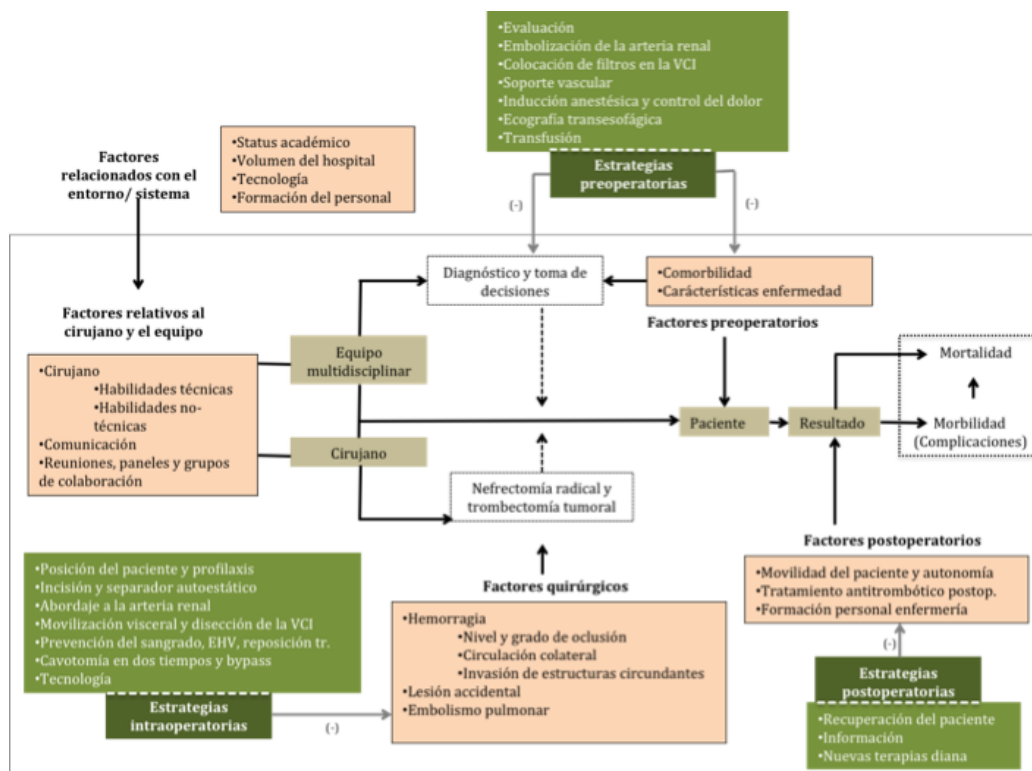 •Evaluación
•Embolización de la arteria renal
•Colocación de filtros en la VCI
•Soporte vascular
•Inducción anestésica y control del dolor
•Ecografía transesofágica
•Transfusión
Estrategias
preoperatorias
(-)
(-)
Factores
relacionados con el
entorno/ sistema
•Status académico
•Volumen del hospital
•Tecnología
•Formación del personal
Diagnóstico y toma de
decisiones
•Comorbilidad
•Carácterísticas enfermedad
Factores preoperatorios
Factores relativos al
cirujano y el equipo
•Cirujano
•Habilidades técnicas
•Habilidades no-
técnicas
•Comunicación
•Reuniones, paneles y grupos
de colaboración
Equipo
multidisciplinar
Cirujano
Paciente
Resultado
Mortalidad
Morbilidad
(Complicaciones)
Nefrectomía radical y
trombectomía tumoral
Factores quirúrgicos
•Hemorragia
•Nivel y grado de oclusión
•Circulación colateral
•Invasión de estructuras circundantes
•Lesión accidental
•Embolismo pulmonar
•Posición del paciente y profilaxis
•Incisión y separador autoestático
•Abordaje a la arteria renal
•Movilización visceral y disección de la VCI
•Prevención del sangrado, EHV, reposición tr.
•Cavotomía en dos tiempos y bypass
•Tecnología
Estrategias
intraoperatorias
(-)
Factores postoperatorios
•Movilidad del paciente y autonomía
•Tratamiento antitrombótico postop.
•Formación personal enfermería
(-)
Estrategias
postoperatorias
•Recuperación del paciente
•Información
•Nuevas terapias diana